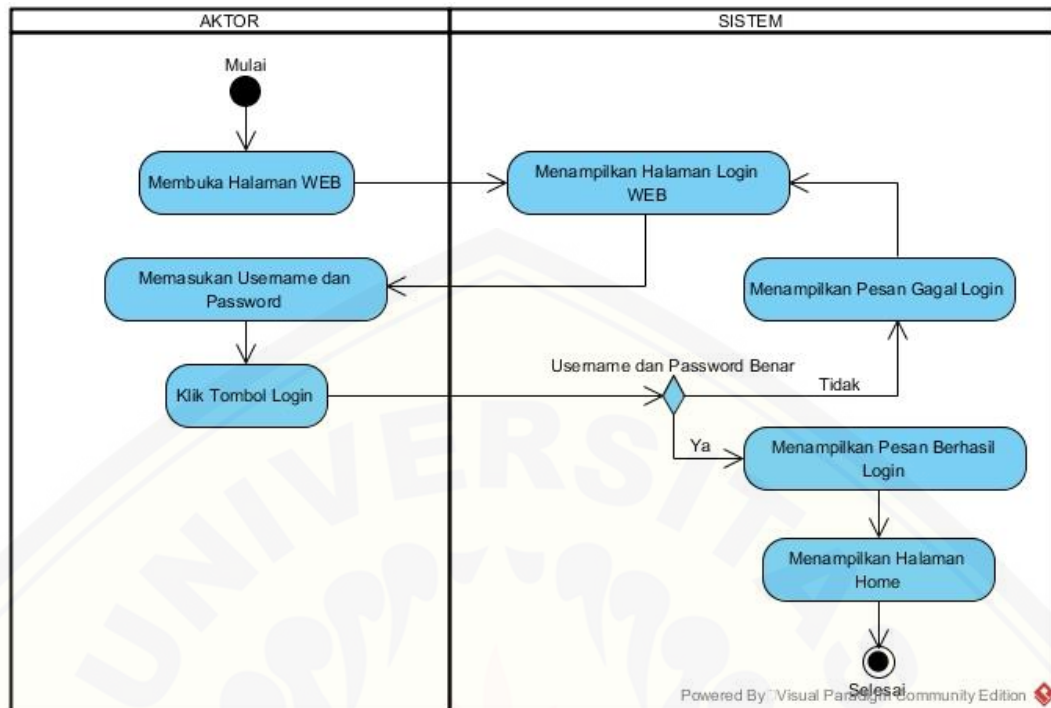 AKTOR
SISTEM
Mulai
Membuka Halaman WEB
Menampilkan Halaman Login
WEB
Memasukan Username dan
Password
Menampilkan Pesan Gagal Login
Klik Tombol Login
Username dan Password Benar
Tidak
Ya
Menampilkan Pesan Berhasil
Login
Menampilkan Halaman
Home
Selesai
Powered By Visual Paradigm Community Edition
UNIVERSITAS